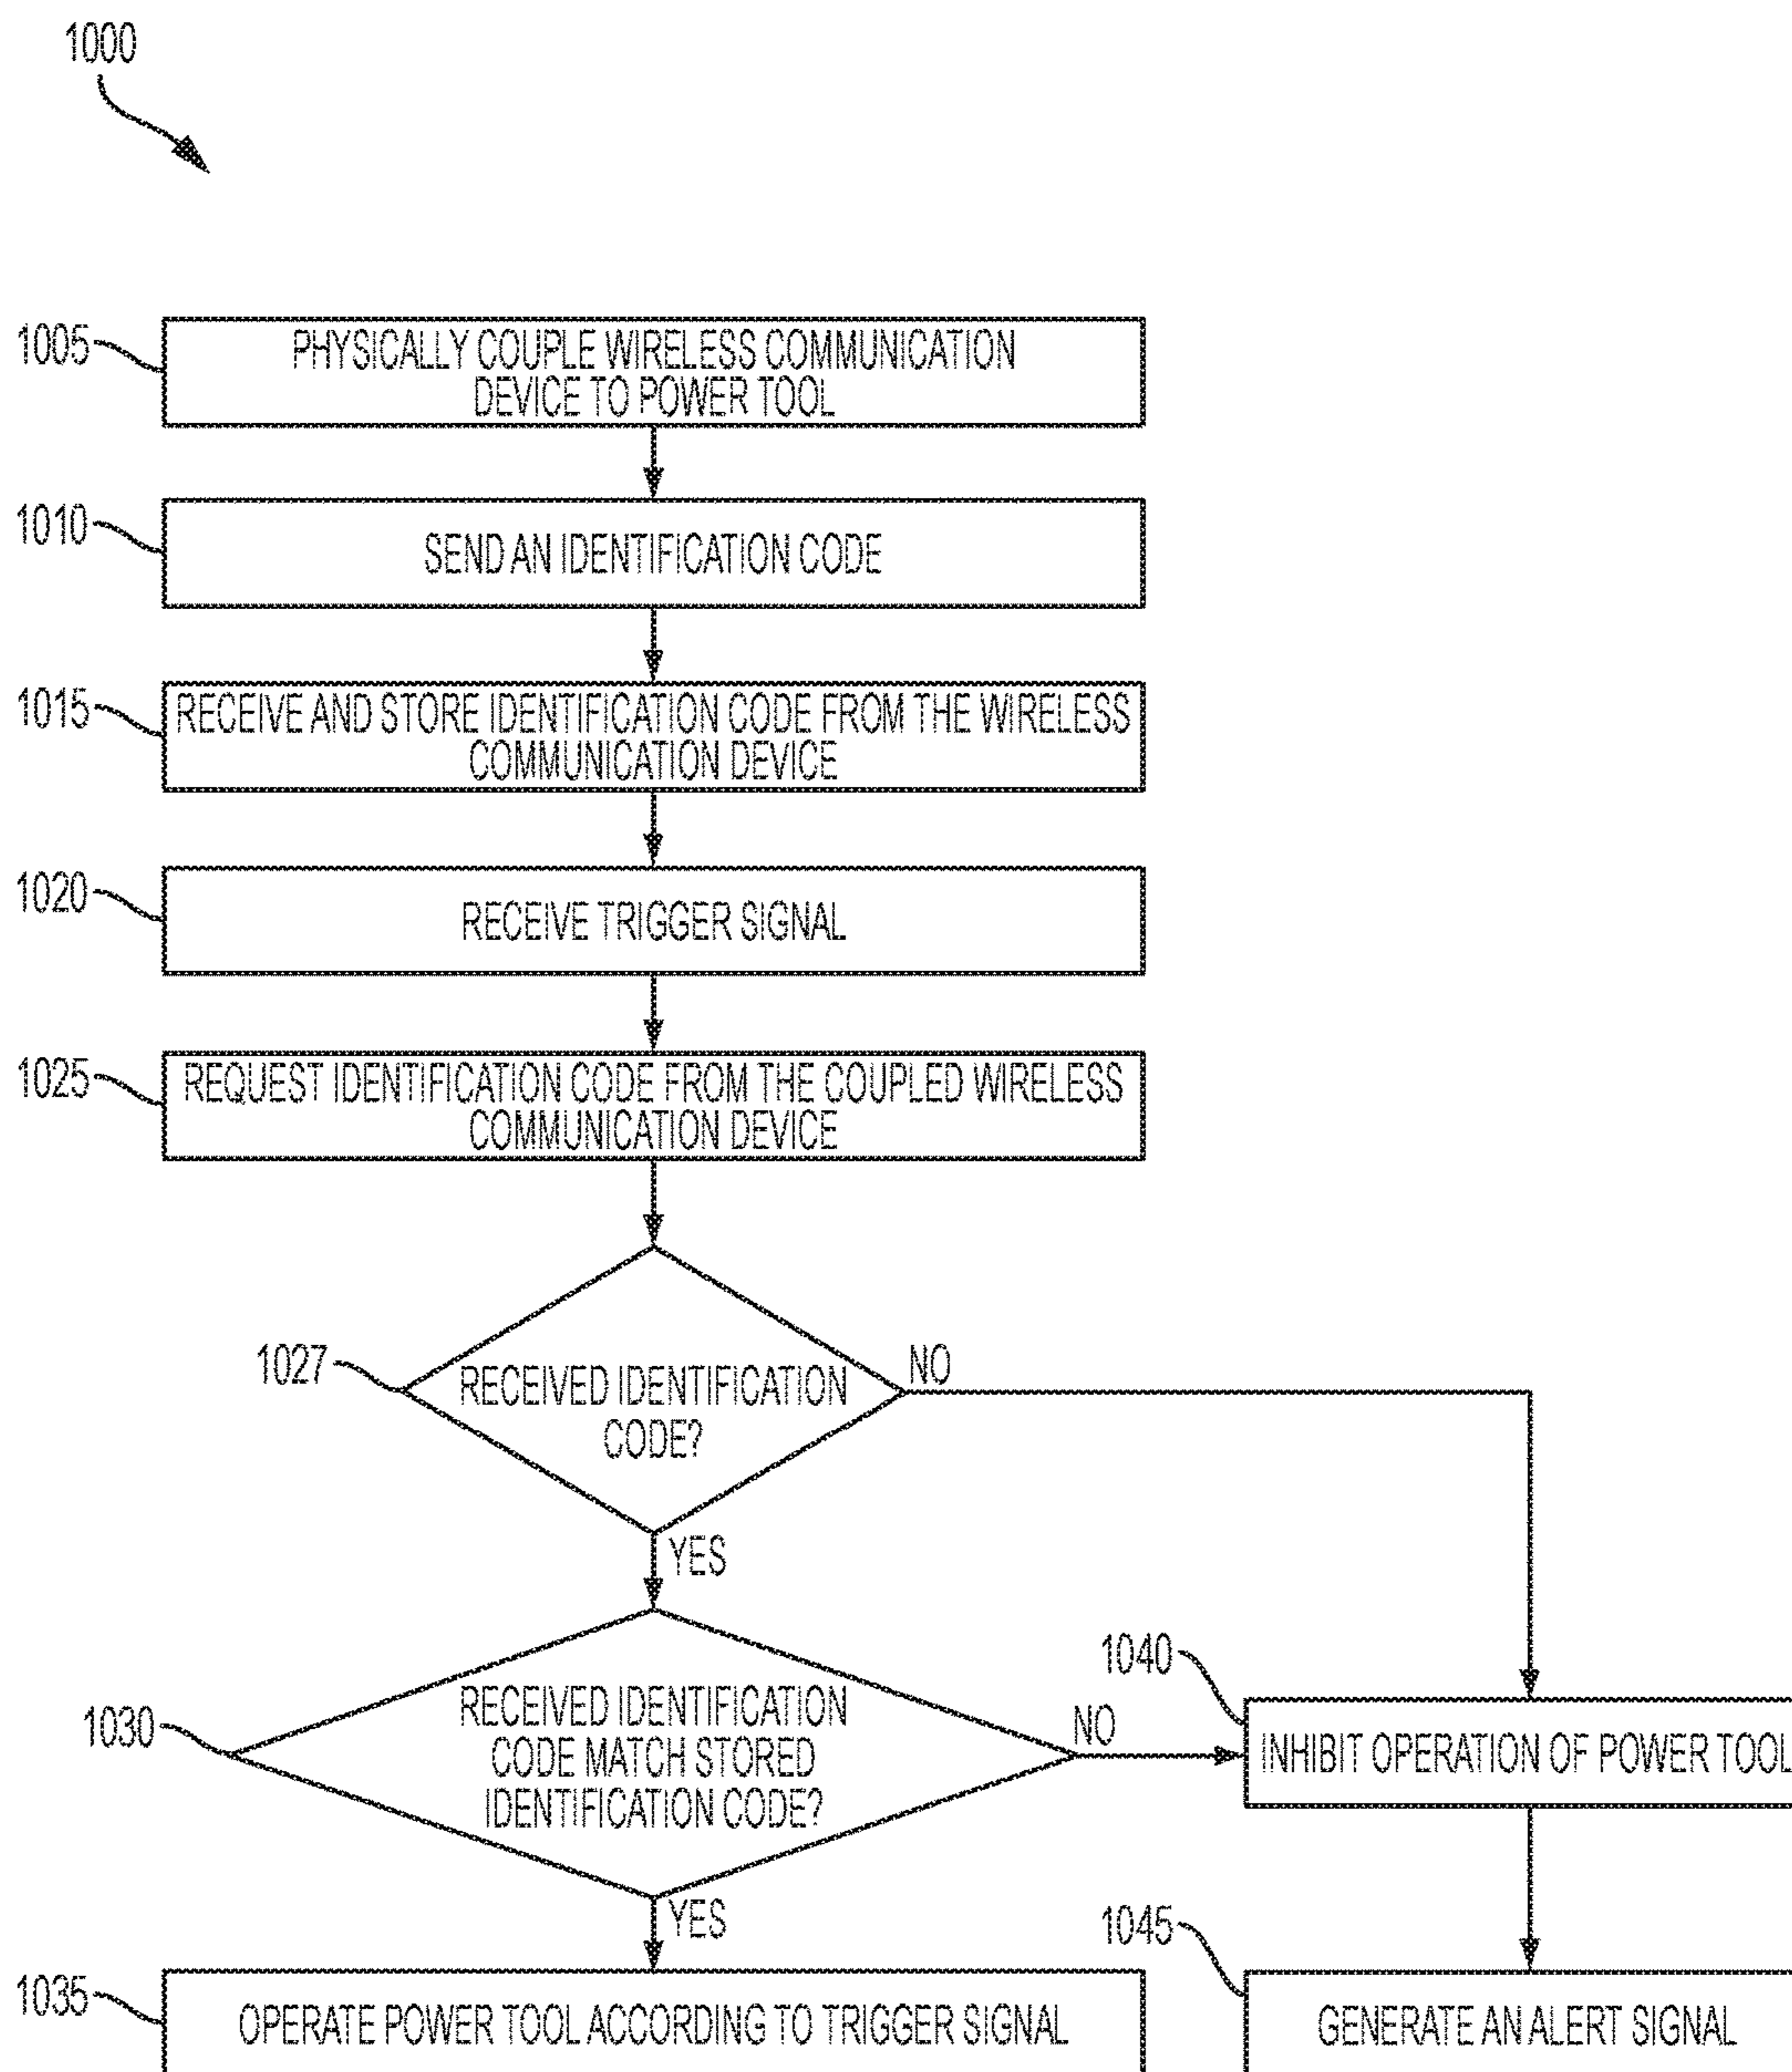 1000
1005
PHYSICALLY COUPLE WIRELESS COMMUNICATION
DEVICE TO POWER TOOL
1010
SEND AN IDENTIFICATION CODE
1015
RECEIVE AND STORE IDENTIFICATION CODE FROM THE WIRELESS
COMMUNICATION DEVICE
1020
RECEIVE TRIGGER SIGNAL
1025
REQUEST IDENTIFICATION CODE FROM THE COUPLED WIRELESS
COMMUNICATION DEVICE
1027
RECEIVED IDENTIFICATION
CODE?
NO
YES
1030
RECEIVED IDENTIFICATION
CODE MATCH STORED
IDENTIFICATION CODE?
NO
YES
1040
INHIBIT OPERATION OF POWER TOOL
1035
OPERATE POWER TOOL ACCORDING TO TRIGGER SIGNAL
1045
GENERATE AN ALERT SIGNAL